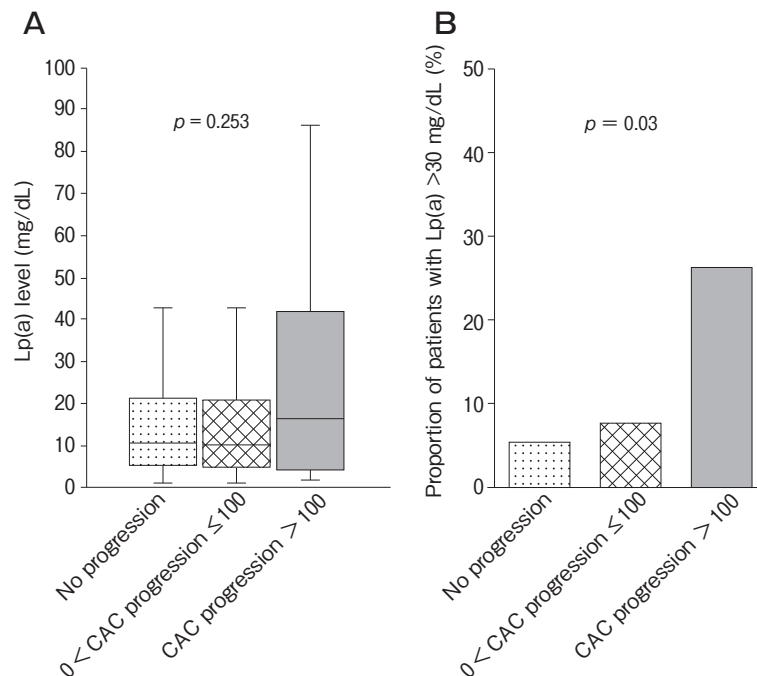 A
Lp(a) level (mg/dL)
100
90
80
70
60
50
40
30
20
10
0
p = 0.253
No progression
0< CAC progression ≤100
CAC progression > 100
B
Proportion of patients with Lp(a) >30 mg/dL (%)
50
40
30
20
10
0
p = 0.03
No progression
0< CAC progression ≤100
CAC progression > 100